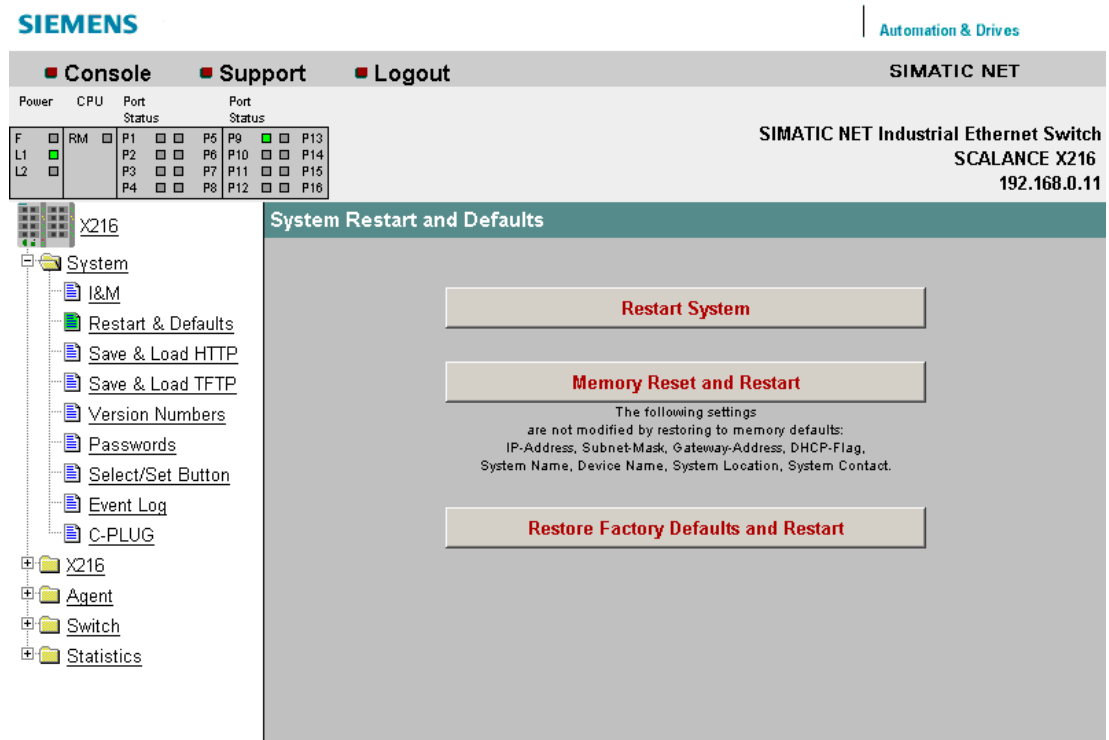 SIEMENS
Automation & Drives
Console Support Logout SIMATIC NET
Power CPU Port Status Port Status
F RM P1 P5 P9 P13
L1 P2 P6 P10 P14
L2 P3 P7 P11 P15
P4 P8 P12 P16
SIMATIC NET Industrial Ethernet Switch
SCALANCE X216
192.168.0.11
X216
System
I&M
Restart & Defaults
Save & Load HTTP
Save & Load TFTP
Version Numbers
Passwords
Select/Set Button
Event Log
C-PLUG
X216
Agent
Switch
Statistics
System Restart and Defaults
Restart System
Memory Reset and Restart
The following settings
are not modified by restoring to memory defaults:
IP-Address, Subnet-Mask, Gateway-Address, DHCP-Flag,
System Name, Device Name, System Location, System Contact.
Restore Factory Defaults and Restart